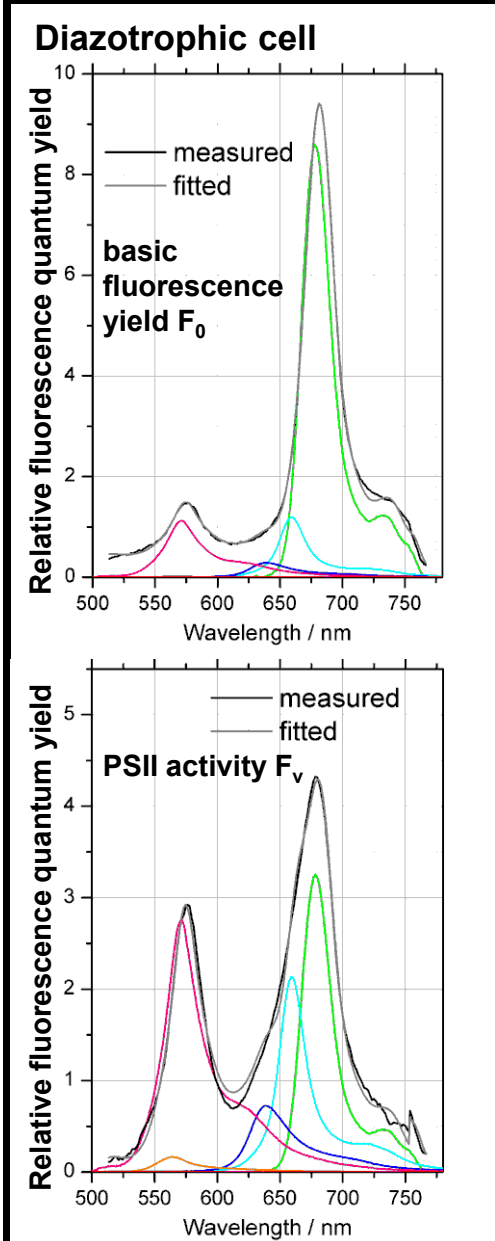 Diazotrophic cell
10
8
6
4
2
0
measured
fitted
basic
fluorescence
yield F₀
Relative fluorescence quantum yield
500 550 600 650 700 750
Wavelength / nm
5
4
3
2
1
0
measured
fitted
PSII activity Fᵥ
Relative fluorescence quantum yield
500 550 600 650 700 750
Wavelength / nm